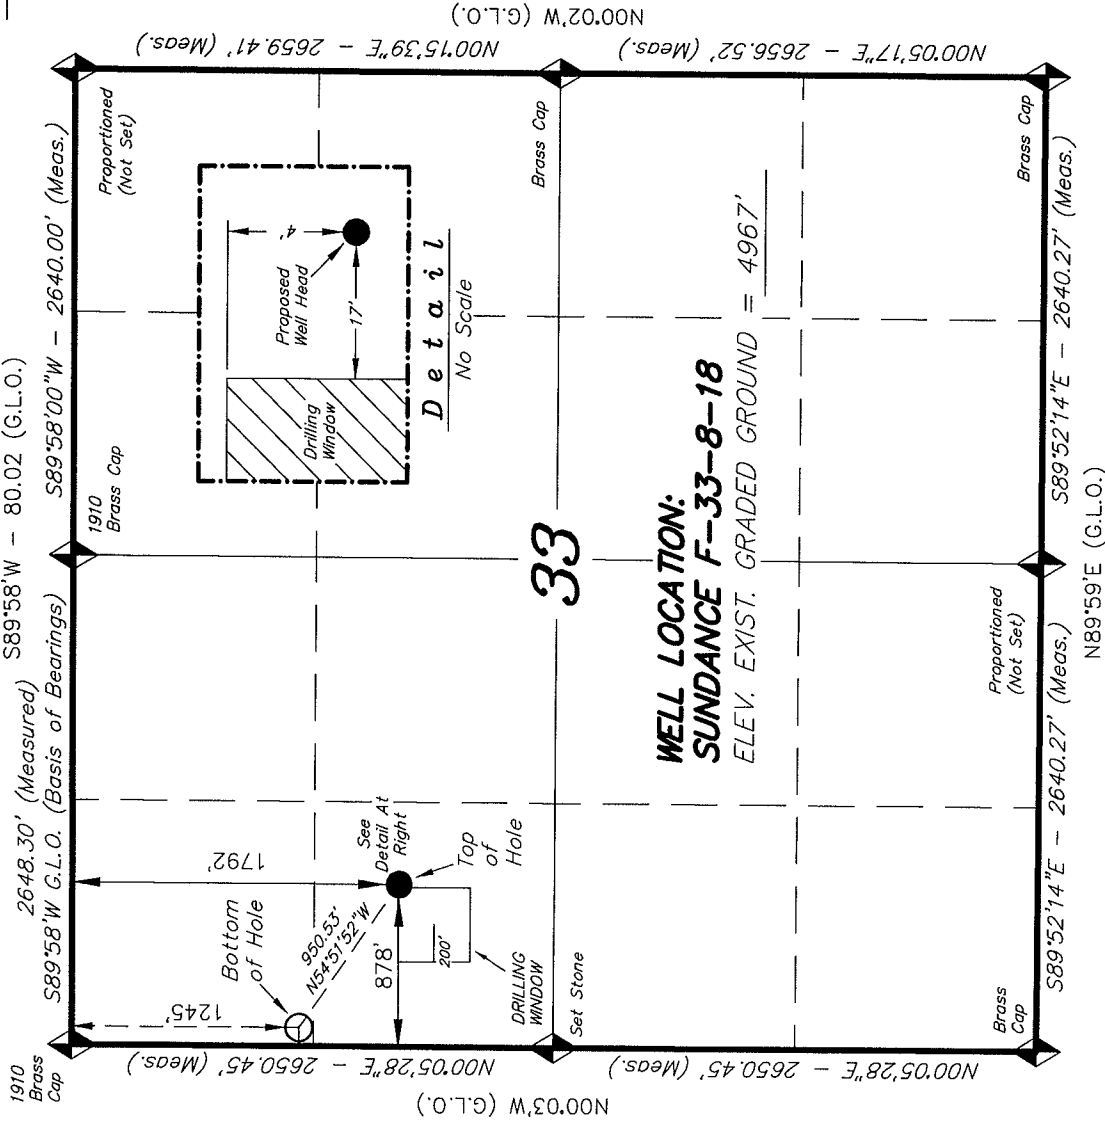 S89°58'W - 80.02 (G.L.O.)
2648.30' (Measured)
S89°58'W G.L.O. (Basis of Bearings)
S89°58'00"W - 2640.00' (Meas.)
1910
Brass
Cap
1910
Brass Cap
Proportioned
(Not Set)
N00°15'39"E - 2659.41' (Meas.)
N00°02'W (G.L.O.)
N00°05'17"E - 2656.52' (Meas.)
1245'
Bottom
of Hole
1792'
950.53'
N54°51'52"W
See
Detail At
Right
Top
of
Hole
878'
200'
DRILLING
WINDOW
Set Stone
Proposed
Well Head
4'
17'
Drilling
Window
Detail
No Scale
Brass Cap
33
WELL LOCATION:
SUNDANCE F-33-8-18
ELEV. EXIST. GRADED GROUND = 4967'
N00°05'28"E - 2650.45' (Meas.)
N00°03'W (G.L.O.)
N00°05'28"E - 2650.45' (Meas.)
Brass
Cap
Proportioned
(Not Set)
Brass Cap
S89°52'14"E - 2640.27' (Meas.)
S89°52'14"E - 2640.27' (Meas.)
N89°59'E (G.L.O.)